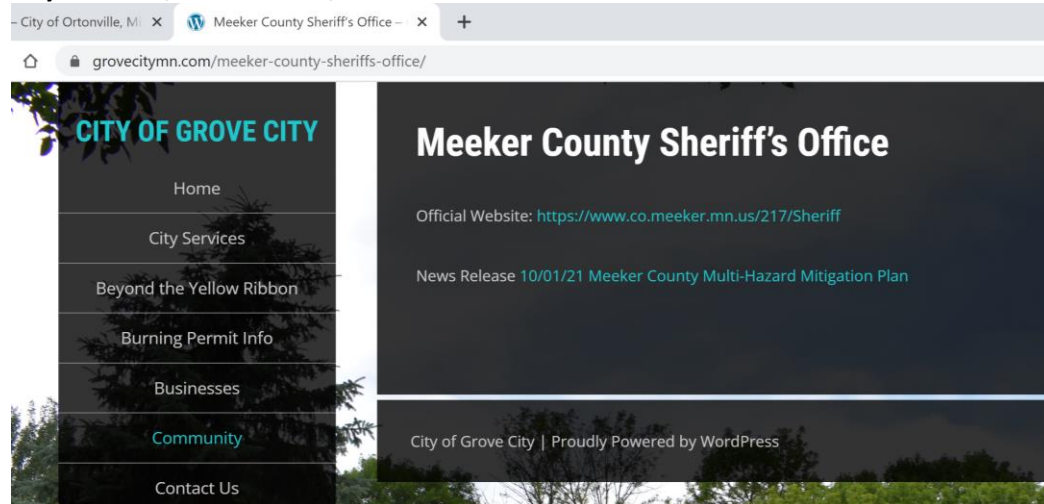 – City of Ortonville, Mi
Meeker County Sheriff's Office –
grovecitymn.com/meeker-county-sheriffs-office/
CITY OF GROVE CITY
Home
City Services
Beyond the Yellow Ribbon
Burning Permit Info
Businesses
Community
Contact Us
Meeker County Sheriff's Office
Official Website: https://www.co.meeker.mn.us/217/Sheriff
News Release 10/01/21 Meeker County Multi-Hazard Mitigation Plan
City of Grove City | Proudly Powered by WordPress